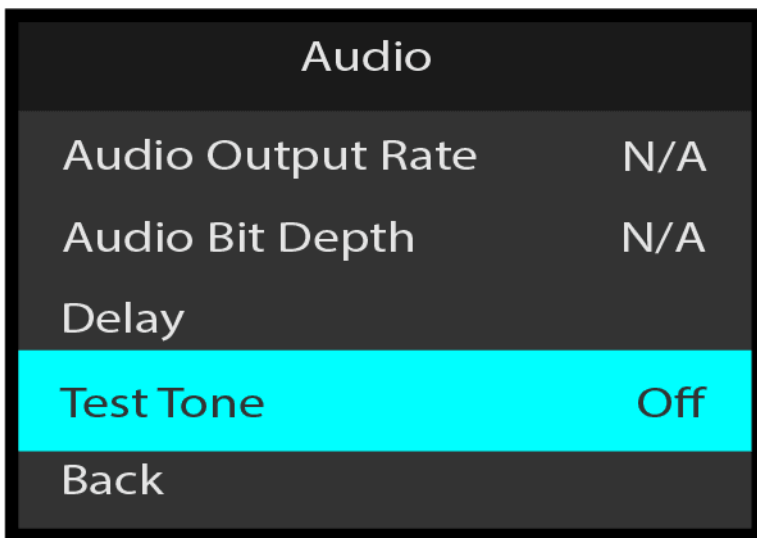 Audio
Audio Output Rate N/A
Audio Bit Depth N/A
Delay
Test Tone Off
Back